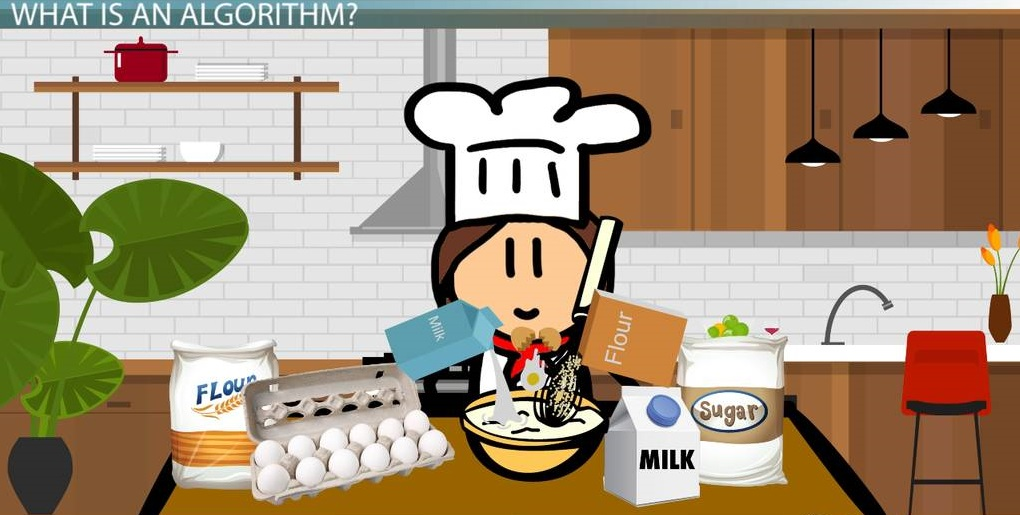 WHAT IS AN ALGORITHM?
Milk
Flour
FLOUR
Sugar
MILK